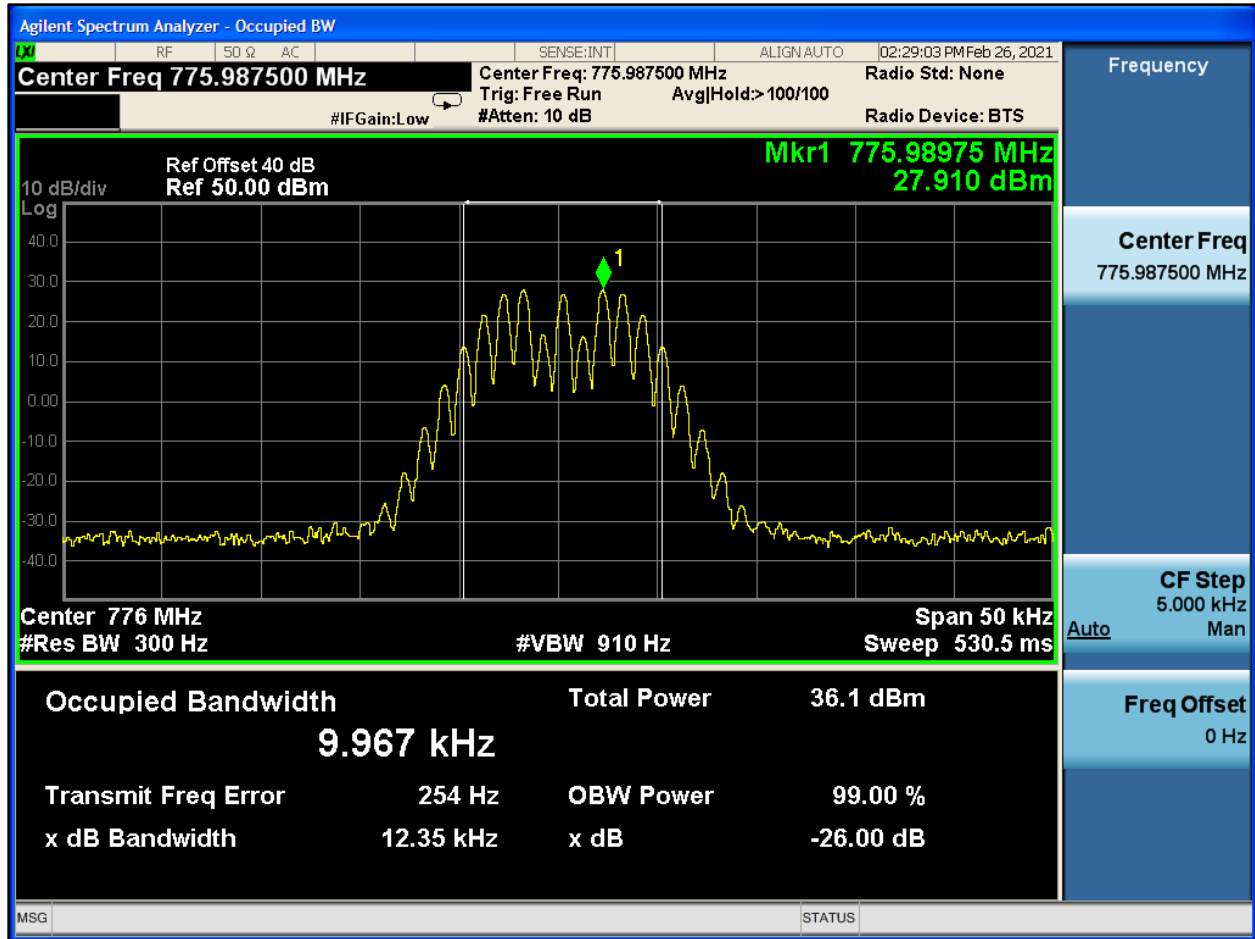 Agilent Spectrum Analyzer - Occupied BW
LXI RF 50 Ω AC SENSE:INT ALIGN AUTO 02:29:03 PM Feb 26, 2021
Center Freq 775.987500 MHz
Center Freq: 775.987500 MHz Radio Std: None
Trig: Free Run Avg|Hold:>100/100
#IFGain:Low #Atten: 10 dB Radio Device: BTS
Mkr1 775.98975 MHz
27.910 dBm
Ref Offset 40 dB
10 dB/div Ref 50.00 dBm
Log
40.0
30.0
20.0
10.0
0.00
-10.0
-20.0
-30.0
-40.0
1
Center 776 MHz Span 50 kHz
#Res BW 300 Hz #VBW 910 Hz Sweep 530.5 ms
Occupied Bandwidth Total Power 36.1 dBm
9.967 kHz
Transmit Freq Error 254 Hz OBW Power 99.00 %
x dB Bandwidth 12.35 kHz x dB -26.00 dB
MSG STATUS
Frequency
Center Freq
775.987500 MHz
CF Step
5.000 kHz
Auto Man
Freq Offset
0 Hz